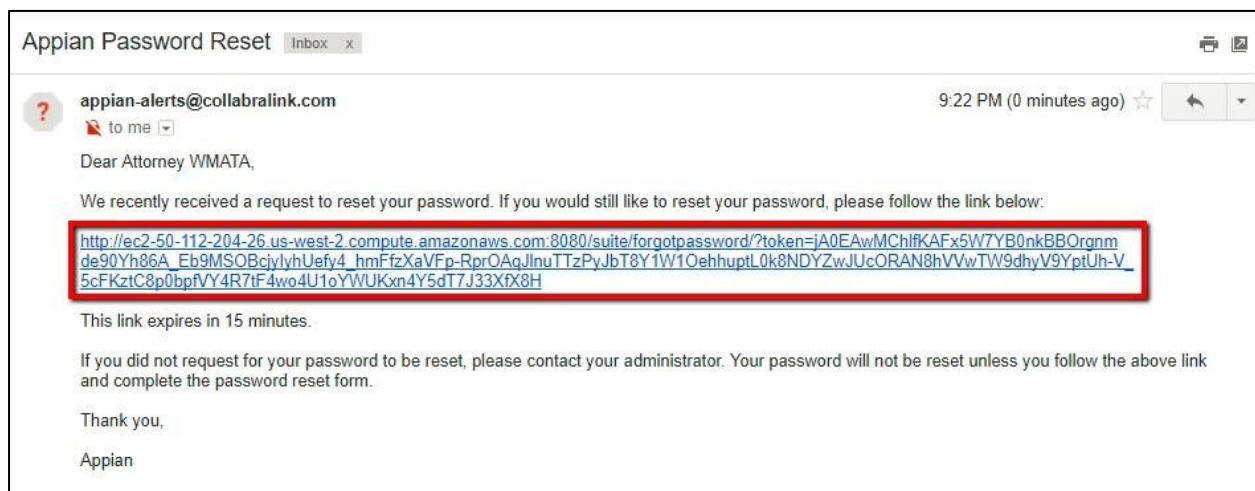 Appian Password Reset Inbox x
appian-alerts@collabralink.com 9:22 PM (0 minutes ago)
to me
Dear Attorney WMATA,
We recently received a request to reset your password. If you would still like to reset your password, please follow the link below:
http://ec2-50-112-204-26.us-west-2.compute.amazonaws.com:8080/suite/forgotpassword/?token=jA0EAwMChlfKAFx5W7YB0nkBBOrgnm
de90Yh86A_Eb9MSOBcjyIyhUefy4_hmFfzXaVFp-RprOAqJlnuTTzPyJbT8Y1W1OehhuptL0k8NDYZwJUcORAN8hVVwTW9dhyV9YptUh-V_
5cFKztC8p0bpfVY4R7tF4wo4U1oYWUKxn4Y5dT7J33XfX8H
This link expires in 15 minutes.
If you did not request for your password to be reset, please contact your administrator. Your password will not be reset unless you follow the above link
and complete the password reset form.
Thank you,
Appian